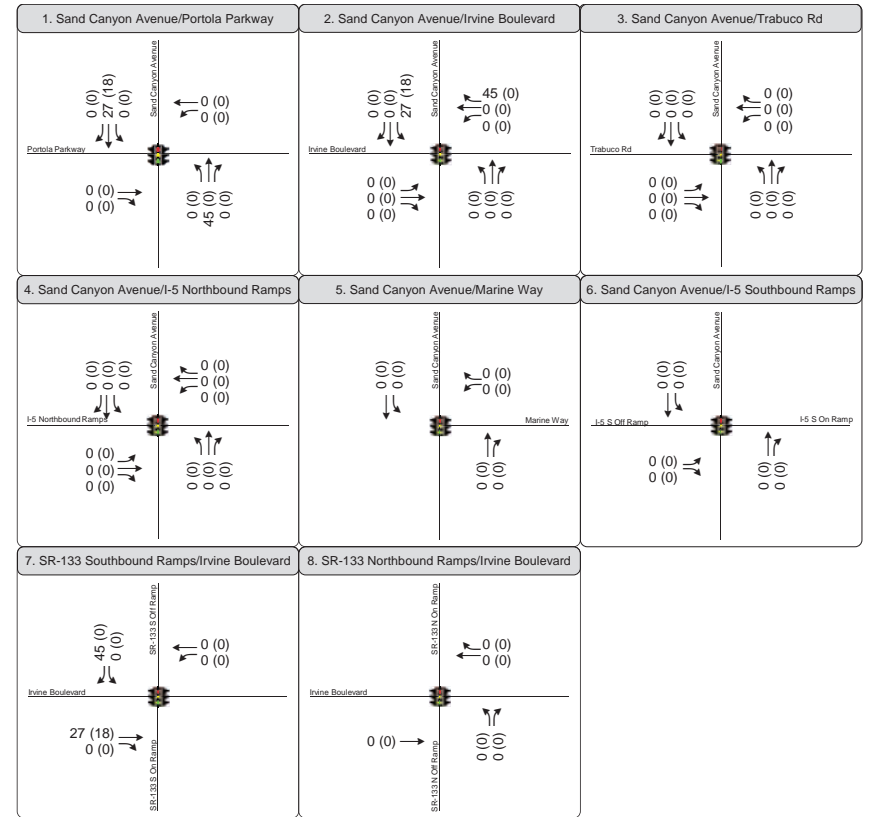 1. Sand Canyon Avenue/Portola Parkway
0 (0)
27 (18)
0 (0)
Sand Canyon Avenue
0 (0)
0 (0)
Portola Parkway
0 (0)
0 (0)
0 (0)
45 (0)
0 (0)
2. Sand Canyon Avenue/Irvine Boulevard
0 (0)
0 (0)
27 (18)
Sand Canyon Avenue
45 (0)
0 (0)
0 (0)
Irvine Boulevard
0 (0)
0 (0)
0 (0)
0 (0)
0 (0)
0 (0)
3. Sand Canyon Avenue/Trabuco Rd
0 (0)
0 (0)
0 (0)
Sand Canyon Avenue
0 (0)
0 (0)
0 (0)
Trabuco Rd
0 (0)
0 (0)
0 (0)
0 (0)
0 (0)
0 (0)
4. Sand Canyon Avenue/I-5 Northbound Ramps
0 (0)
0 (0)
0 (0)
Sand Canyon Avenue
0 (0)
0 (0)
0 (0)
I-5 Northbound Ramps
0 (0)
0 (0)
0 (0)
0 (0)
0 (0)
0 (0)
5. Sand Canyon Avenue/Marine Way
0 (0)
0 (0)
Sand Canyon Avenue
0 (0)
0 (0)
Marine Way
0 (0)
0 (0)
6. Sand Canyon Avenue/I-5 Southbound Ramps
0 (0)
0 (0)
Sand Canyon Avenue
I-5 S Off Ramp
I-5 S On Ramp
0 (0)
0 (0)
0 (0)
0 (0)
7. SR-133 Southbound Ramps/Irvine Boulevard
45 (0)
0 (0)
SR-133 S Off Ramp
0 (0)
0 (0)
Irvine Boulevard
27 (18)
0 (0)
SR-133 S On Ramp
8. SR-133 Northbound Ramps/Irvine Boulevard
SR-133 N On Ramp
0 (0)
0 (0)
Irvine Boulevard
0 (0)
SR-133 N Off Ramp
0 (0)
0 (0)